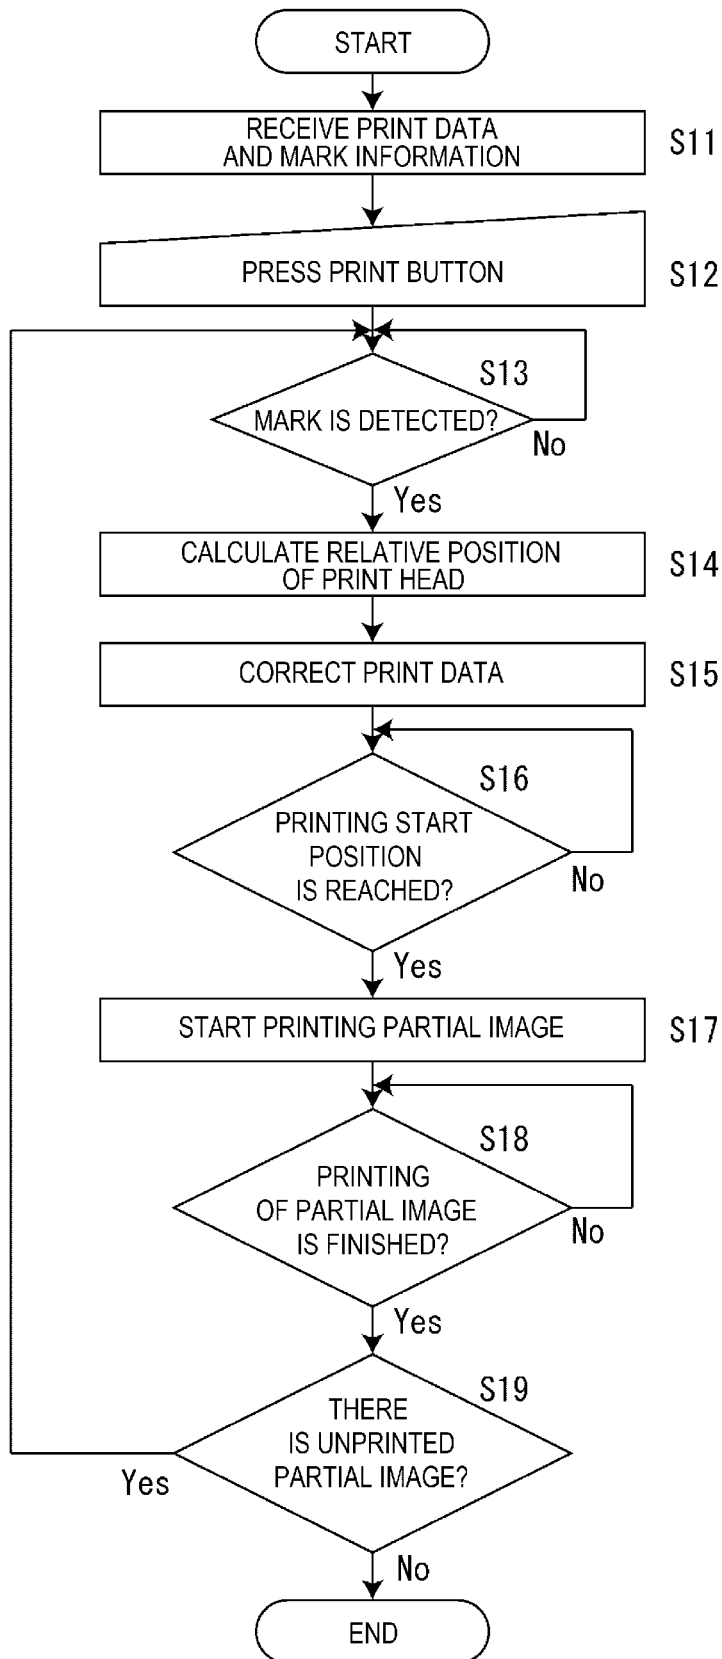 START
RECEIVE PRINT DATA
AND MARK INFORMATION
S11
PRESS PRINT BUTTON
S12
S13
MARK IS DETECTED?
No
Yes
CALCULATE RELATIVE POSITION
OF PRINT HEAD
S14
CORRECT PRINT DATA
S15
S16
PRINTING START
POSITION
IS REACHED?
No
Yes
START PRINTING PARTIAL IMAGE
S17
S18
PRINTING
OF PARTIAL IMAGE
IS FINISHED?
No
Yes
S19
THERE
IS UNPRINTED
PARTIAL IMAGE?
Yes
No
END